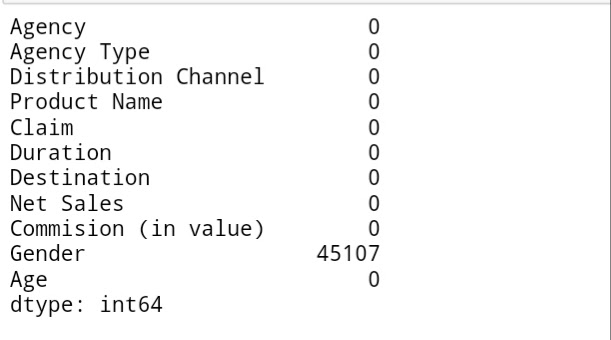 Agency 0
Agency Type 0
Distribution Channel 0
Product Name 0
Claim 0
Duration 0
Destination 0
Net Sales 0
Commision (in value) 0
Gender 45107
Age 0
dtype: int64